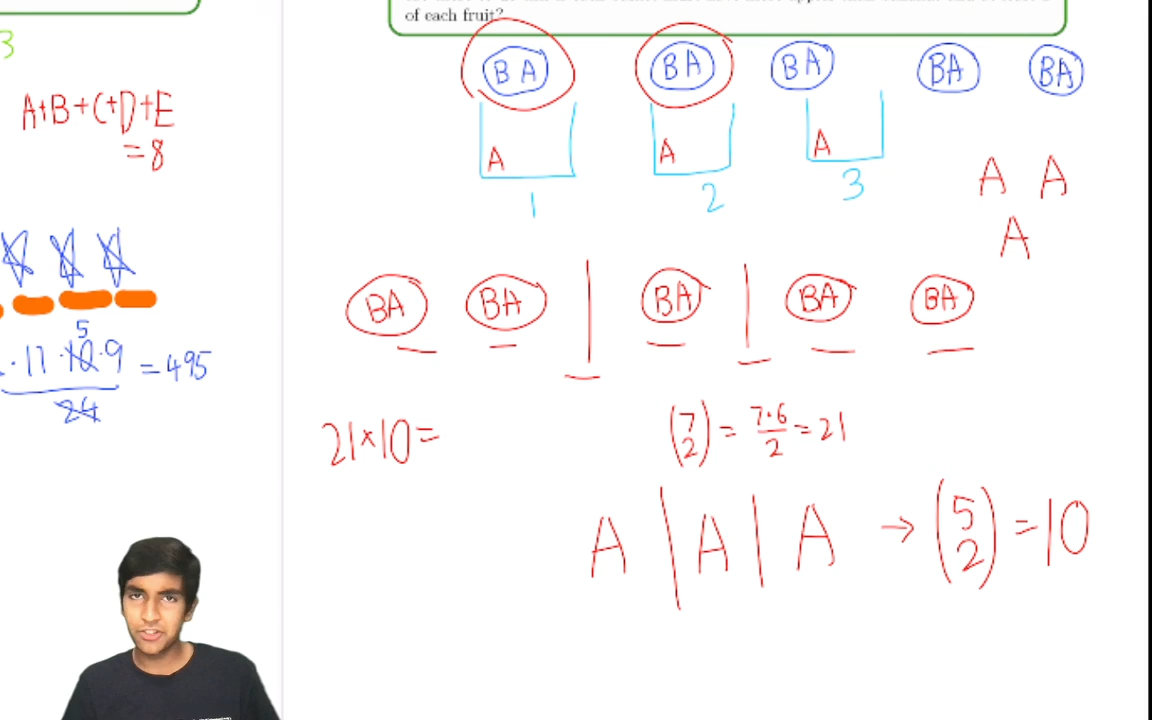 of each fruit?
3
BA BA BA BA BA
A+B+C+D+E
=8
A A A
1 2 3
A A
A
BA BA | BA | BA BA
5
·11·10·9 = 495
24
21×10=
(7 2) = 7·6/2 = 21
A | A | A → (5 2) = 10